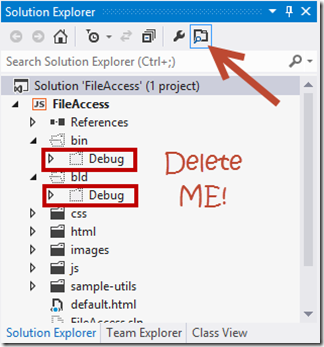 Solution Explorer
Search Solution Explorer (Ctrl+;)
Solution 'FileAccess' (1 project)
JS FileAccess
References
bin
Debug
bld
Debug
Delete
ME!
css
html
images
js
sample-utils
default.html
FileAccess.sln
Solution Explorer Team Explorer Class View